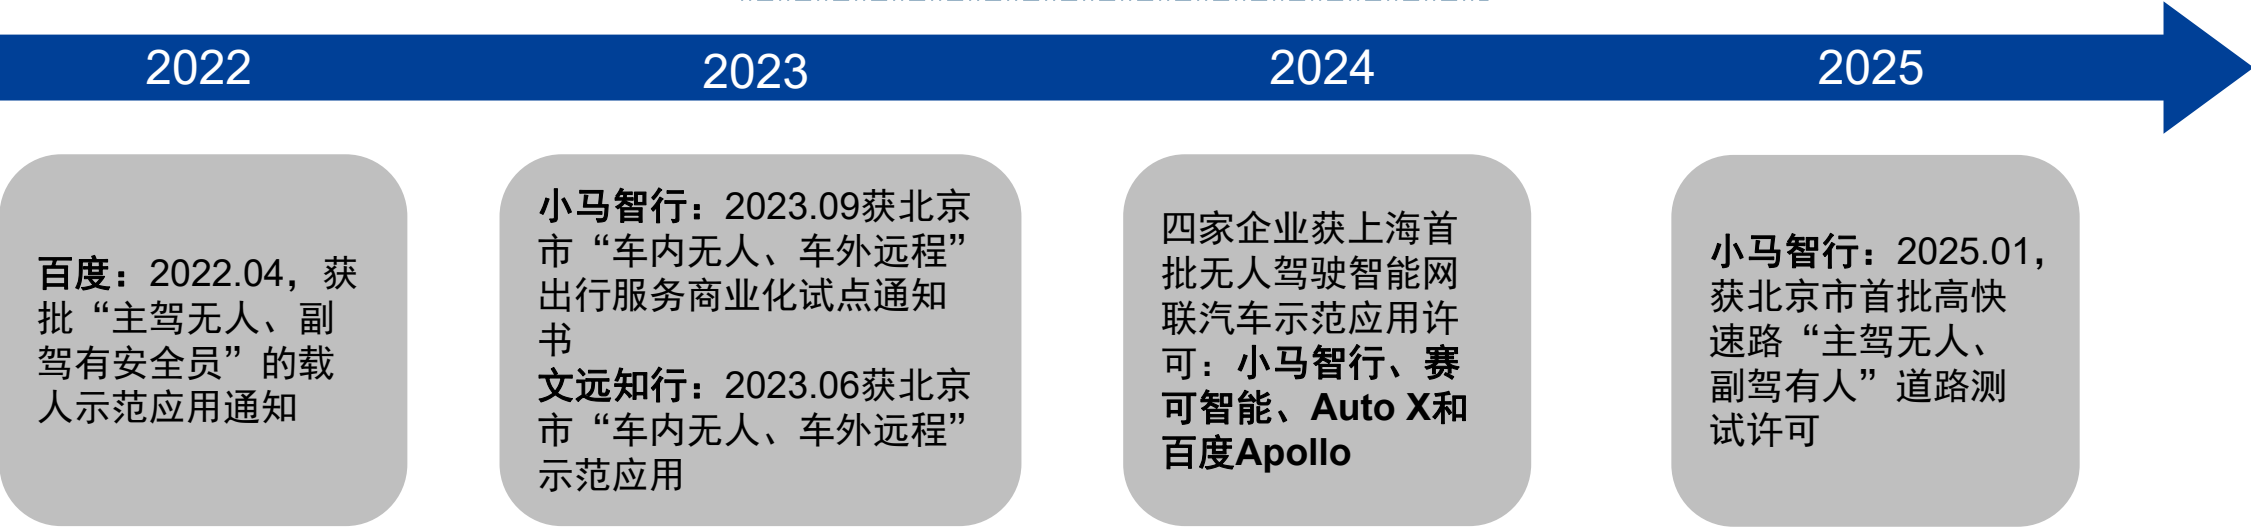 2022
2023
2024
2025
百度：2022.04，获
批“主驾无人、副
驾有安全员”的载
人示范应用通知
小马智行：2023.09获北京
市“车内无人、车外远程”
出行服务商业化试点通知
书
文远知行：2023.06获北京
市“车内无人、车外远程”
示范应用
四家企业获上海首
批无人驾驶智能网
联汽车示范应用许
可：小马智行、赛
可智能、Auto X和
百度Apollo
小马智行：2025.01，
获北京市首批高快
速路“主驾无人、
副驾有人”道路测
试许可